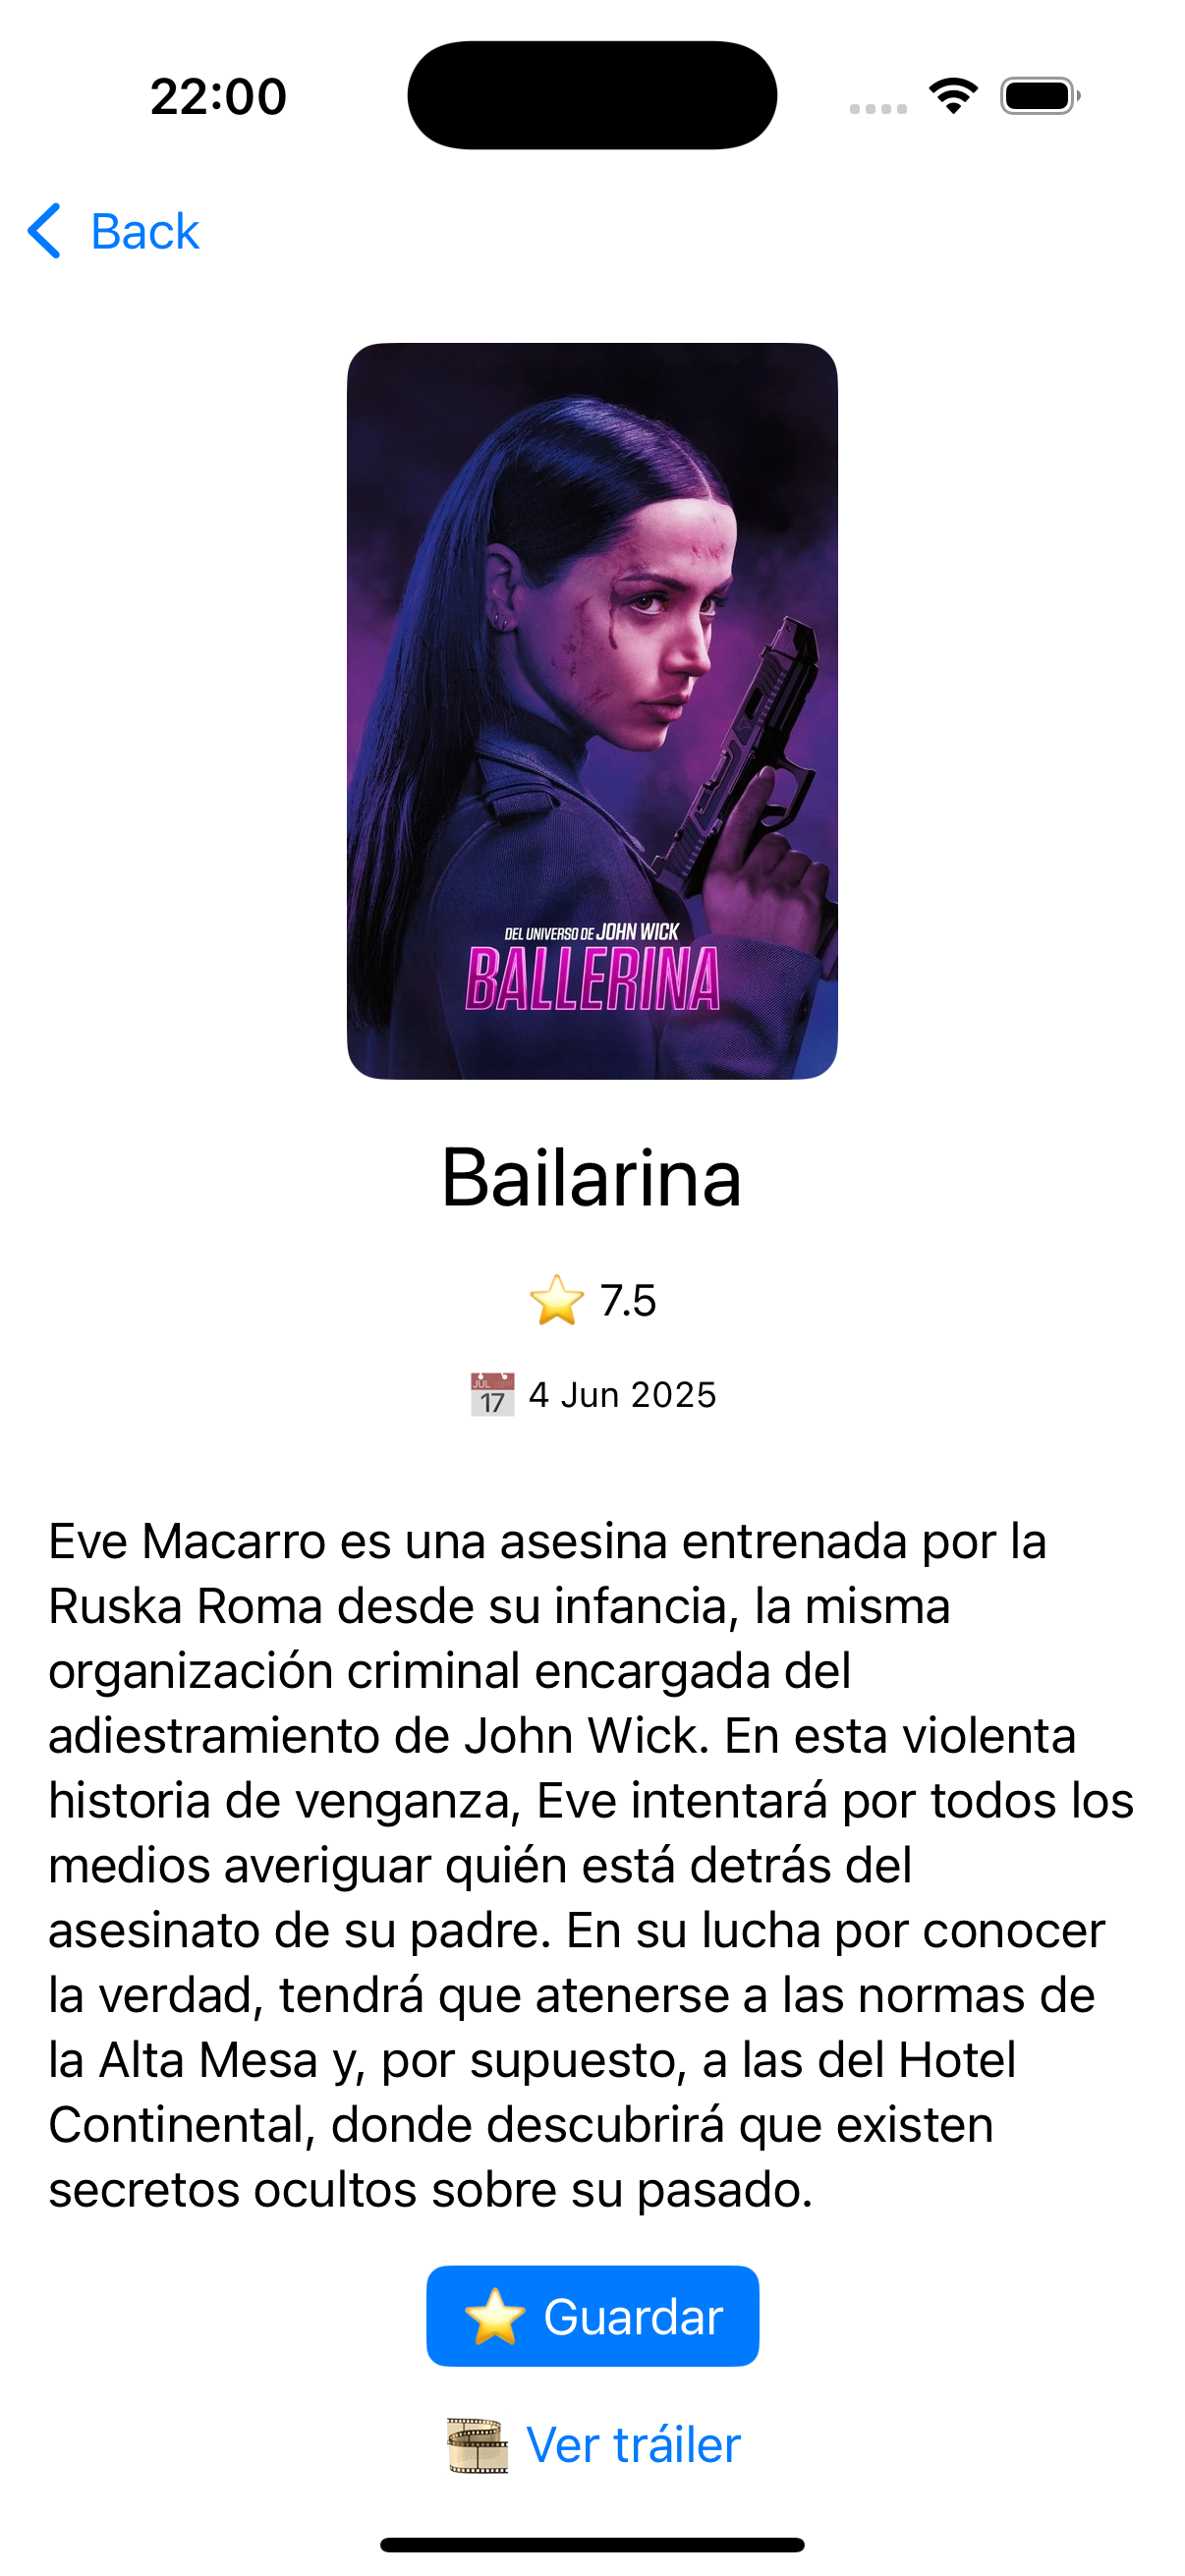 22:00
Back
DEL UNIVERSO DE JOHN WICK
BALLERINA
Bailarina
⭐ 7.5
JUL
17
4 Jun 2025
Eve Macarro es una asesina entrenada por la
Ruska Roma desde su infancia, la misma
organización criminal encargada del
adiestramiento de John Wick. En esta violenta
historia de venganza, Eve intentará por todos los
medios averiguar quién está detrás del
asesinato de su padre. En su lucha por conocer
la verdad, tendrá que atenerse a las normas de
la Alta Mesa y, por supuesto, a las del Hotel
Continental, donde descubrirá que existen
secretos ocultos sobre su pasado.
⭐ Guardar
🎞️ Ver tráiler